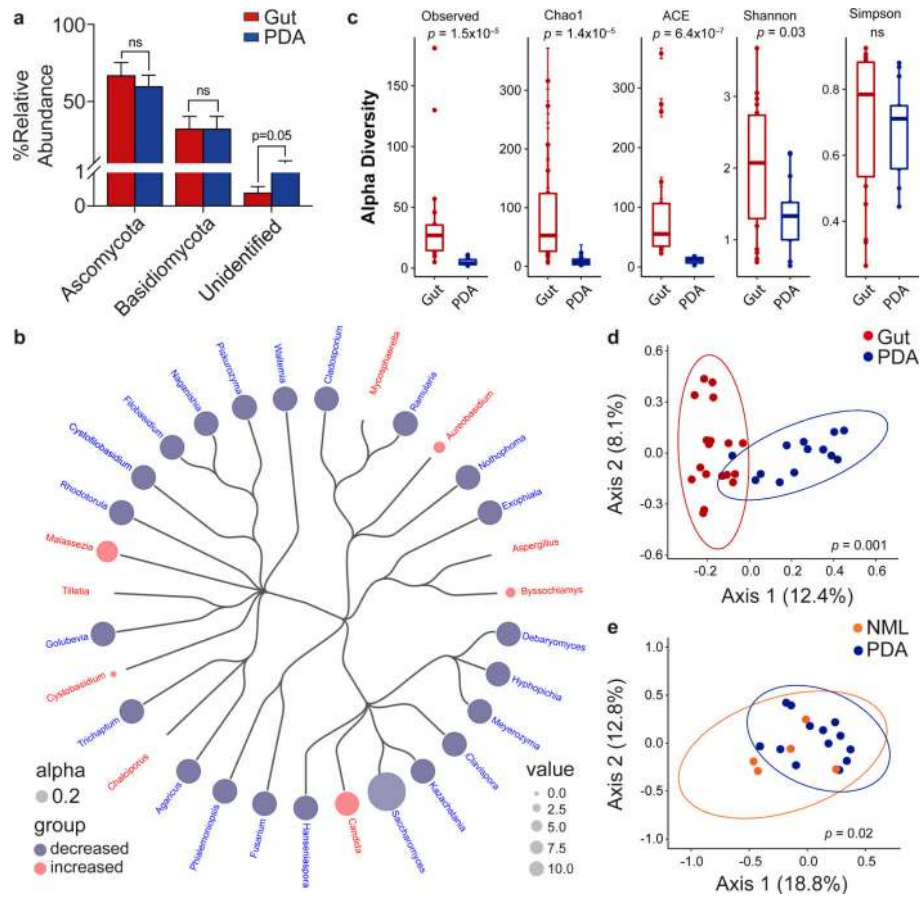 a
Gut
PDA
%Relative
Abundance
100
50
1
0
ns
ns
p=0.05
Ascomycota
Basidiomycota
Unidentified
c
Alpha Diversity
Observed
p = 1.5x10⁻⁵
150
100
50
0
Gut PDA
Chao1
p = 1.4x10⁻⁵
300
200
100
0
Gut PDA
ACE
p = 6.4x10⁻⁷
300
200
100
0
Gut PDA
Shannon
p = 0.03
3
2
1
Gut PDA
Simpson
ns
0.8
0.6
0.4
Gut PDA
b
Wallemia
Cladosporium
Mycosphaerella
Ramularia
Aureobasidium
Nothophoma
Exophiala
Aspergillus
Byssochlamys
Debaryomyces
Hyphopichia
Meyerozyma
Clavispora
Kazachstania
Saccharomyces
Candida
Hanseniaspora
Fusarium
Phialemoniopsis
Agaricus
Chalciporus
Trichaptum
Cystobasidium
Golubevia
Tilletia
Malassezia
Rhodotorula
Cystofilobasidium
Filobasidium
Naganishia
Piskurozyma
alpha
0.2
group
decreased
increased
value
0.0
2.5
5.0
7.5
10.0
d
Gut
PDA
Axis 2 (8.1%)
0.6
0.3
0.0
-0.3
-0.6
p = 0.001
-0.2 0.0 0.2 0.4 0.6
Axis 1 (12.4%)
e
NML
PDA
Axis 2 (12.8%)
1.0
0.5
0.0
-0.5
-1.0
p = 0.02
-1.0 -0.5 0.0 0.5
Axis 1 (18.8%)